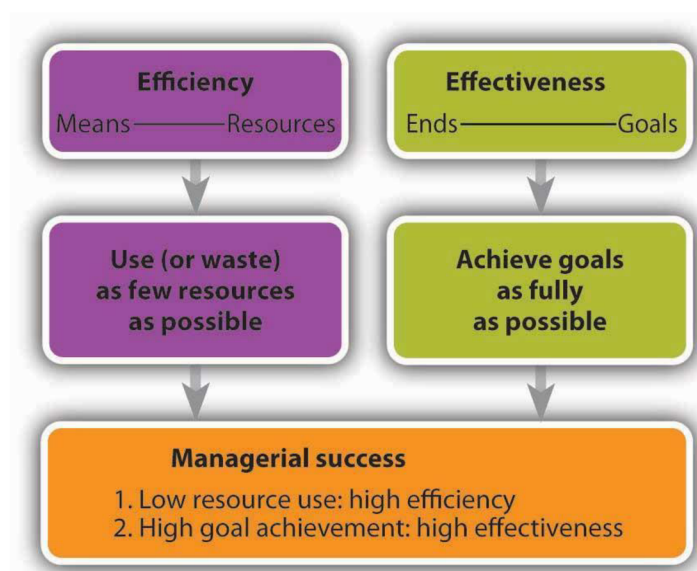 Efficiency
Means Resources
Effectiveness
Ends Goals
Use (or waste)
as few resources
as possible
Achieve goals
as fully
as possible
Managerial success
1. Low resource use: high efficiency
2. High goal achievement: high effectiveness